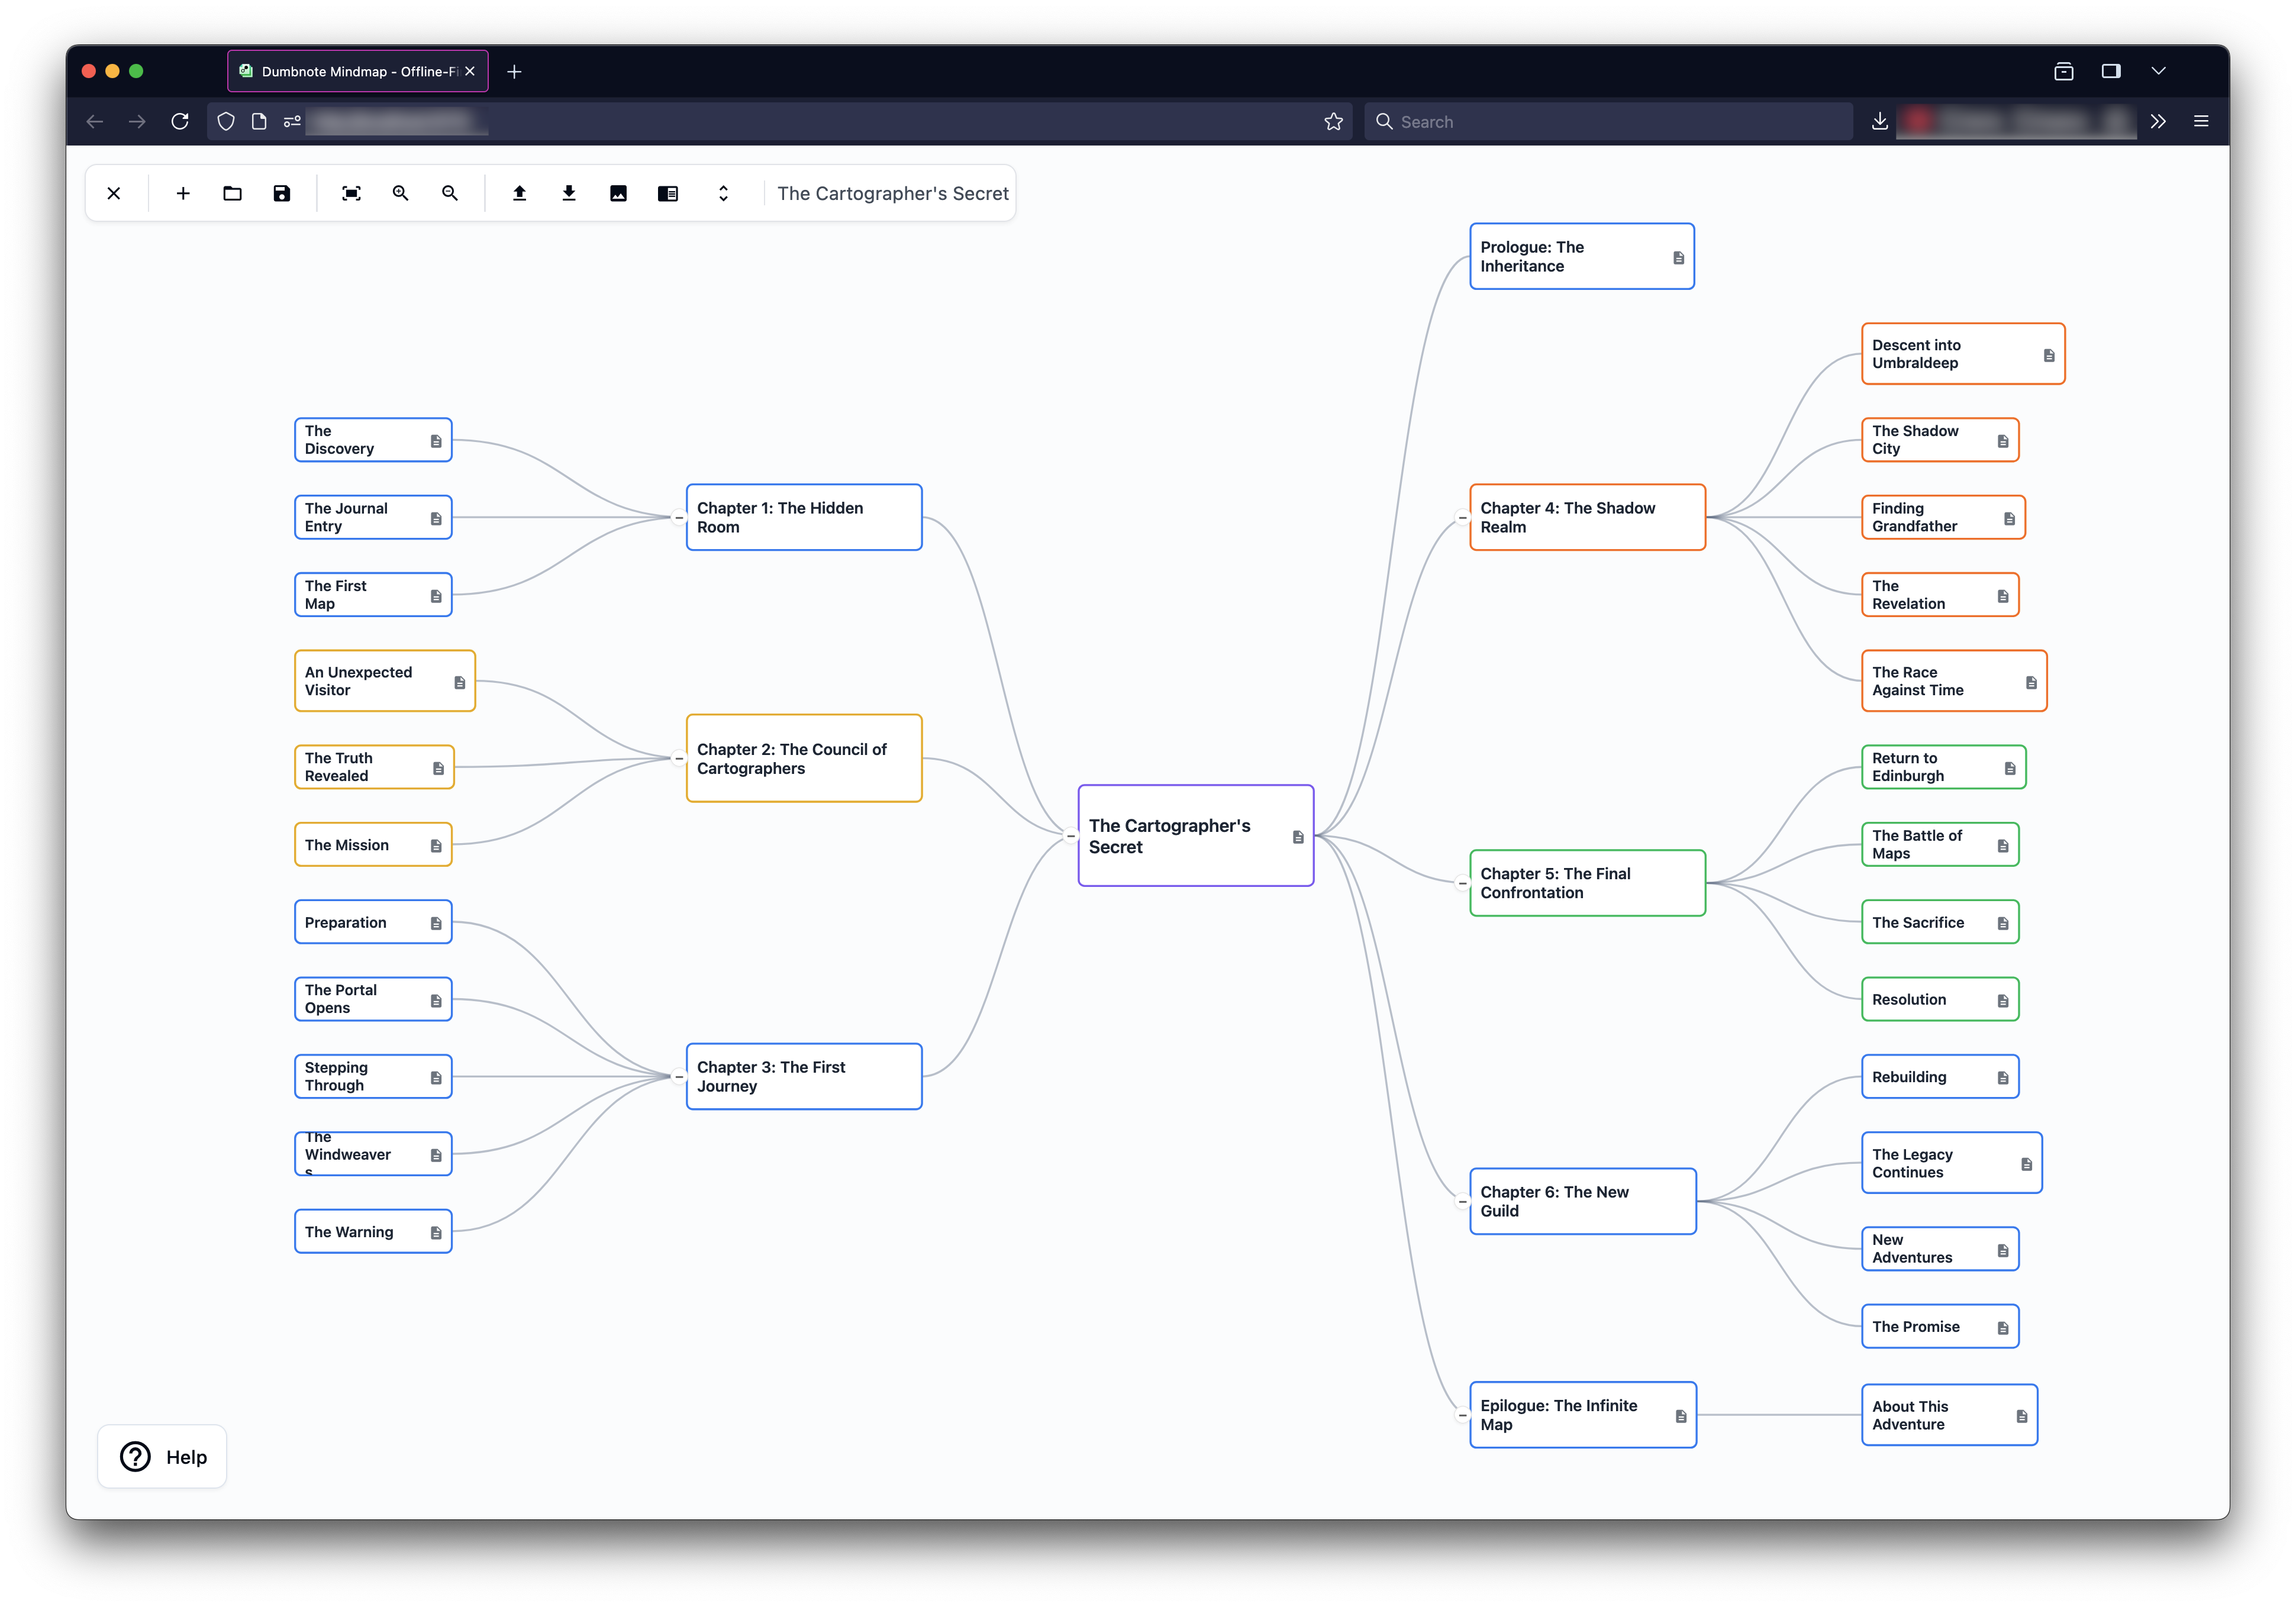 Dumbnote Mindmap - Offline-Fi
Search
The Cartographer's Secret
Prologue: The
Inheritance
Descent into
Umbraldeep
The
Discovery
The Shadow
City
Chapter 1: The Hidden
Room
The Journal
Entry
Chapter 4: The Shadow
Realm
Finding
Grandfather
The First
Map
The
Revelation
An Unexpected
Visitor
The Race
Against Time
Chapter 2: The Council of
Cartographers
The Truth
Revealed
Return to
Edinburgh
The Mission
The Cartographer's
Secret
The Battle of
Maps
Chapter 5: The Final
Confrontation
Preparation
The Sacrifice
The Portal
Opens
Resolution
Stepping
Through
Chapter 3: The First
Journey
Rebuilding
The
Windweaver
s
The Legacy
Continues
Chapter 6: The New
Guild
The Warning
New
Adventures
The Promise
Epilogue: The Infinite
Map
About This
Adventure
Help